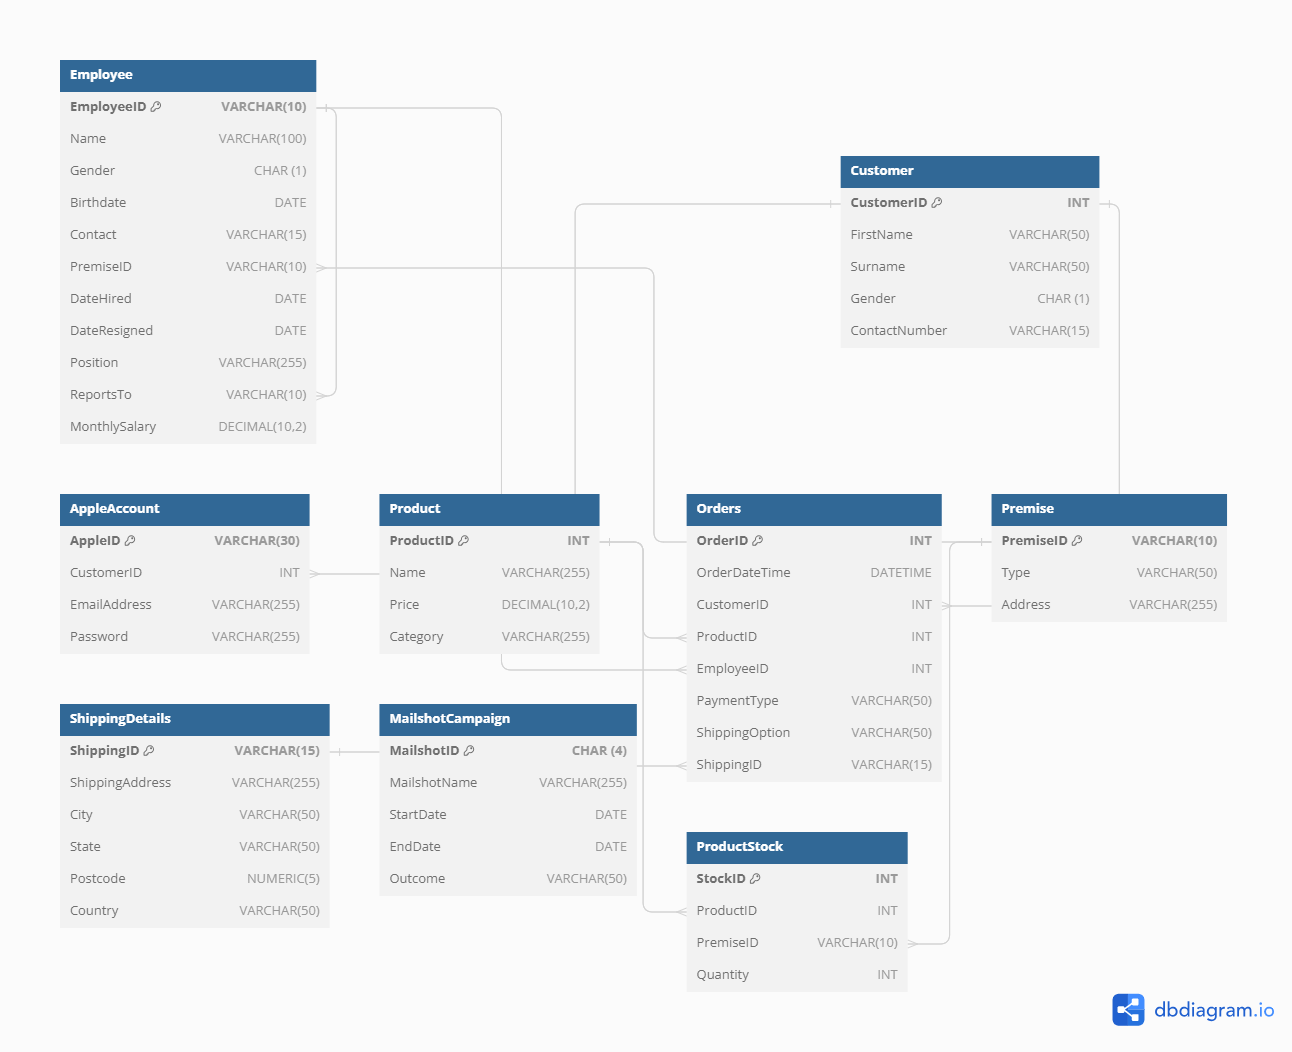 Employee
EmployeeID VARCHAR(10)
Name VARCHAR(100)
Gender CHAR (1)
Birthdate DATE
Contact VARCHAR(15)
PremiseID VARCHAR(10)
DateHired DATE
DateResigned DATE
Position VARCHAR(255)
ReportsTo VARCHAR(10)
MonthlySalary DECIMAL(10,2)
Customer
CustomerID INT
FirstName VARCHAR(50)
Surname VARCHAR(50)
Gender CHAR (1)
ContactNumber VARCHAR(15)
AppleAccount
AppleID VARCHAR(30)
CustomerID INT
EmailAddress VARCHAR(255)
Password VARCHAR(255)
Product
ProductID INT
Name VARCHAR(255)
Price DECIMAL(10,2)
Category VARCHAR(255)
Orders
OrderID INT
OrderDateTime DATETIME
CustomerID INT
ProductID INT
EmployeeID INT
PaymentType VARCHAR(50)
ShippingOption VARCHAR(50)
ShippingID VARCHAR(15)
Premise
PremiseID VARCHAR(10)
Type VARCHAR(50)
Address VARCHAR(255)
ShippingDetails
ShippingID VARCHAR(15)
ShippingAddress VARCHAR(255)
City VARCHAR(50)
State VARCHAR(50)
Postcode NUMERIC(5)
Country VARCHAR(50)
MailshotCampaign
MailshotID CHAR (4)
MailshotName VARCHAR(255)
StartDate DATE
EndDate DATE
Outcome VARCHAR(50)
ProductStock
StockID INT
ProductID INT
PremiseID VARCHAR(10)
Quantity INT
dbdiagram.io